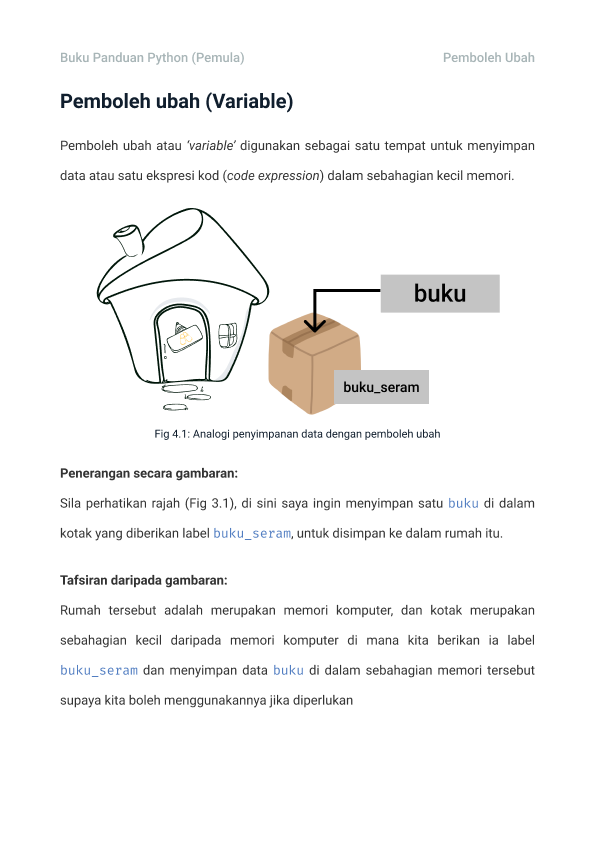 Buku Panduan Python (Pemula) Pemboleh Ubah
Pemboleh ubah (Variable)
Pemboleh ubah atau ‘variable’ digunakan sebagai satu tempat untuk menyimpan
data atau satu ekspresi kod (code expression) dalam sebahagian kecil memori.
buku
buku_seram
Fig 4.1: Analogi penyimpanan data dengan pemboleh ubah
Penerangan secara gambaran:
Sila perhatikan rajah (Fig 3.1), di sini saya ingin menyimpan satu buku di dalam
kotak yang diberikan label buku_seram, untuk disimpan ke dalam rumah itu.
Tafsiran daripada gambaran:
Rumah tersebut adalah merupakan memori komputer, dan kotak merupakan
sebahagian kecil daripada memori komputer di mana kita berikan ia label
buku_seram dan menyimpan data buku di dalam sebahagian memori tersebut
supaya kita boleh menggunakannya jika diperlukan